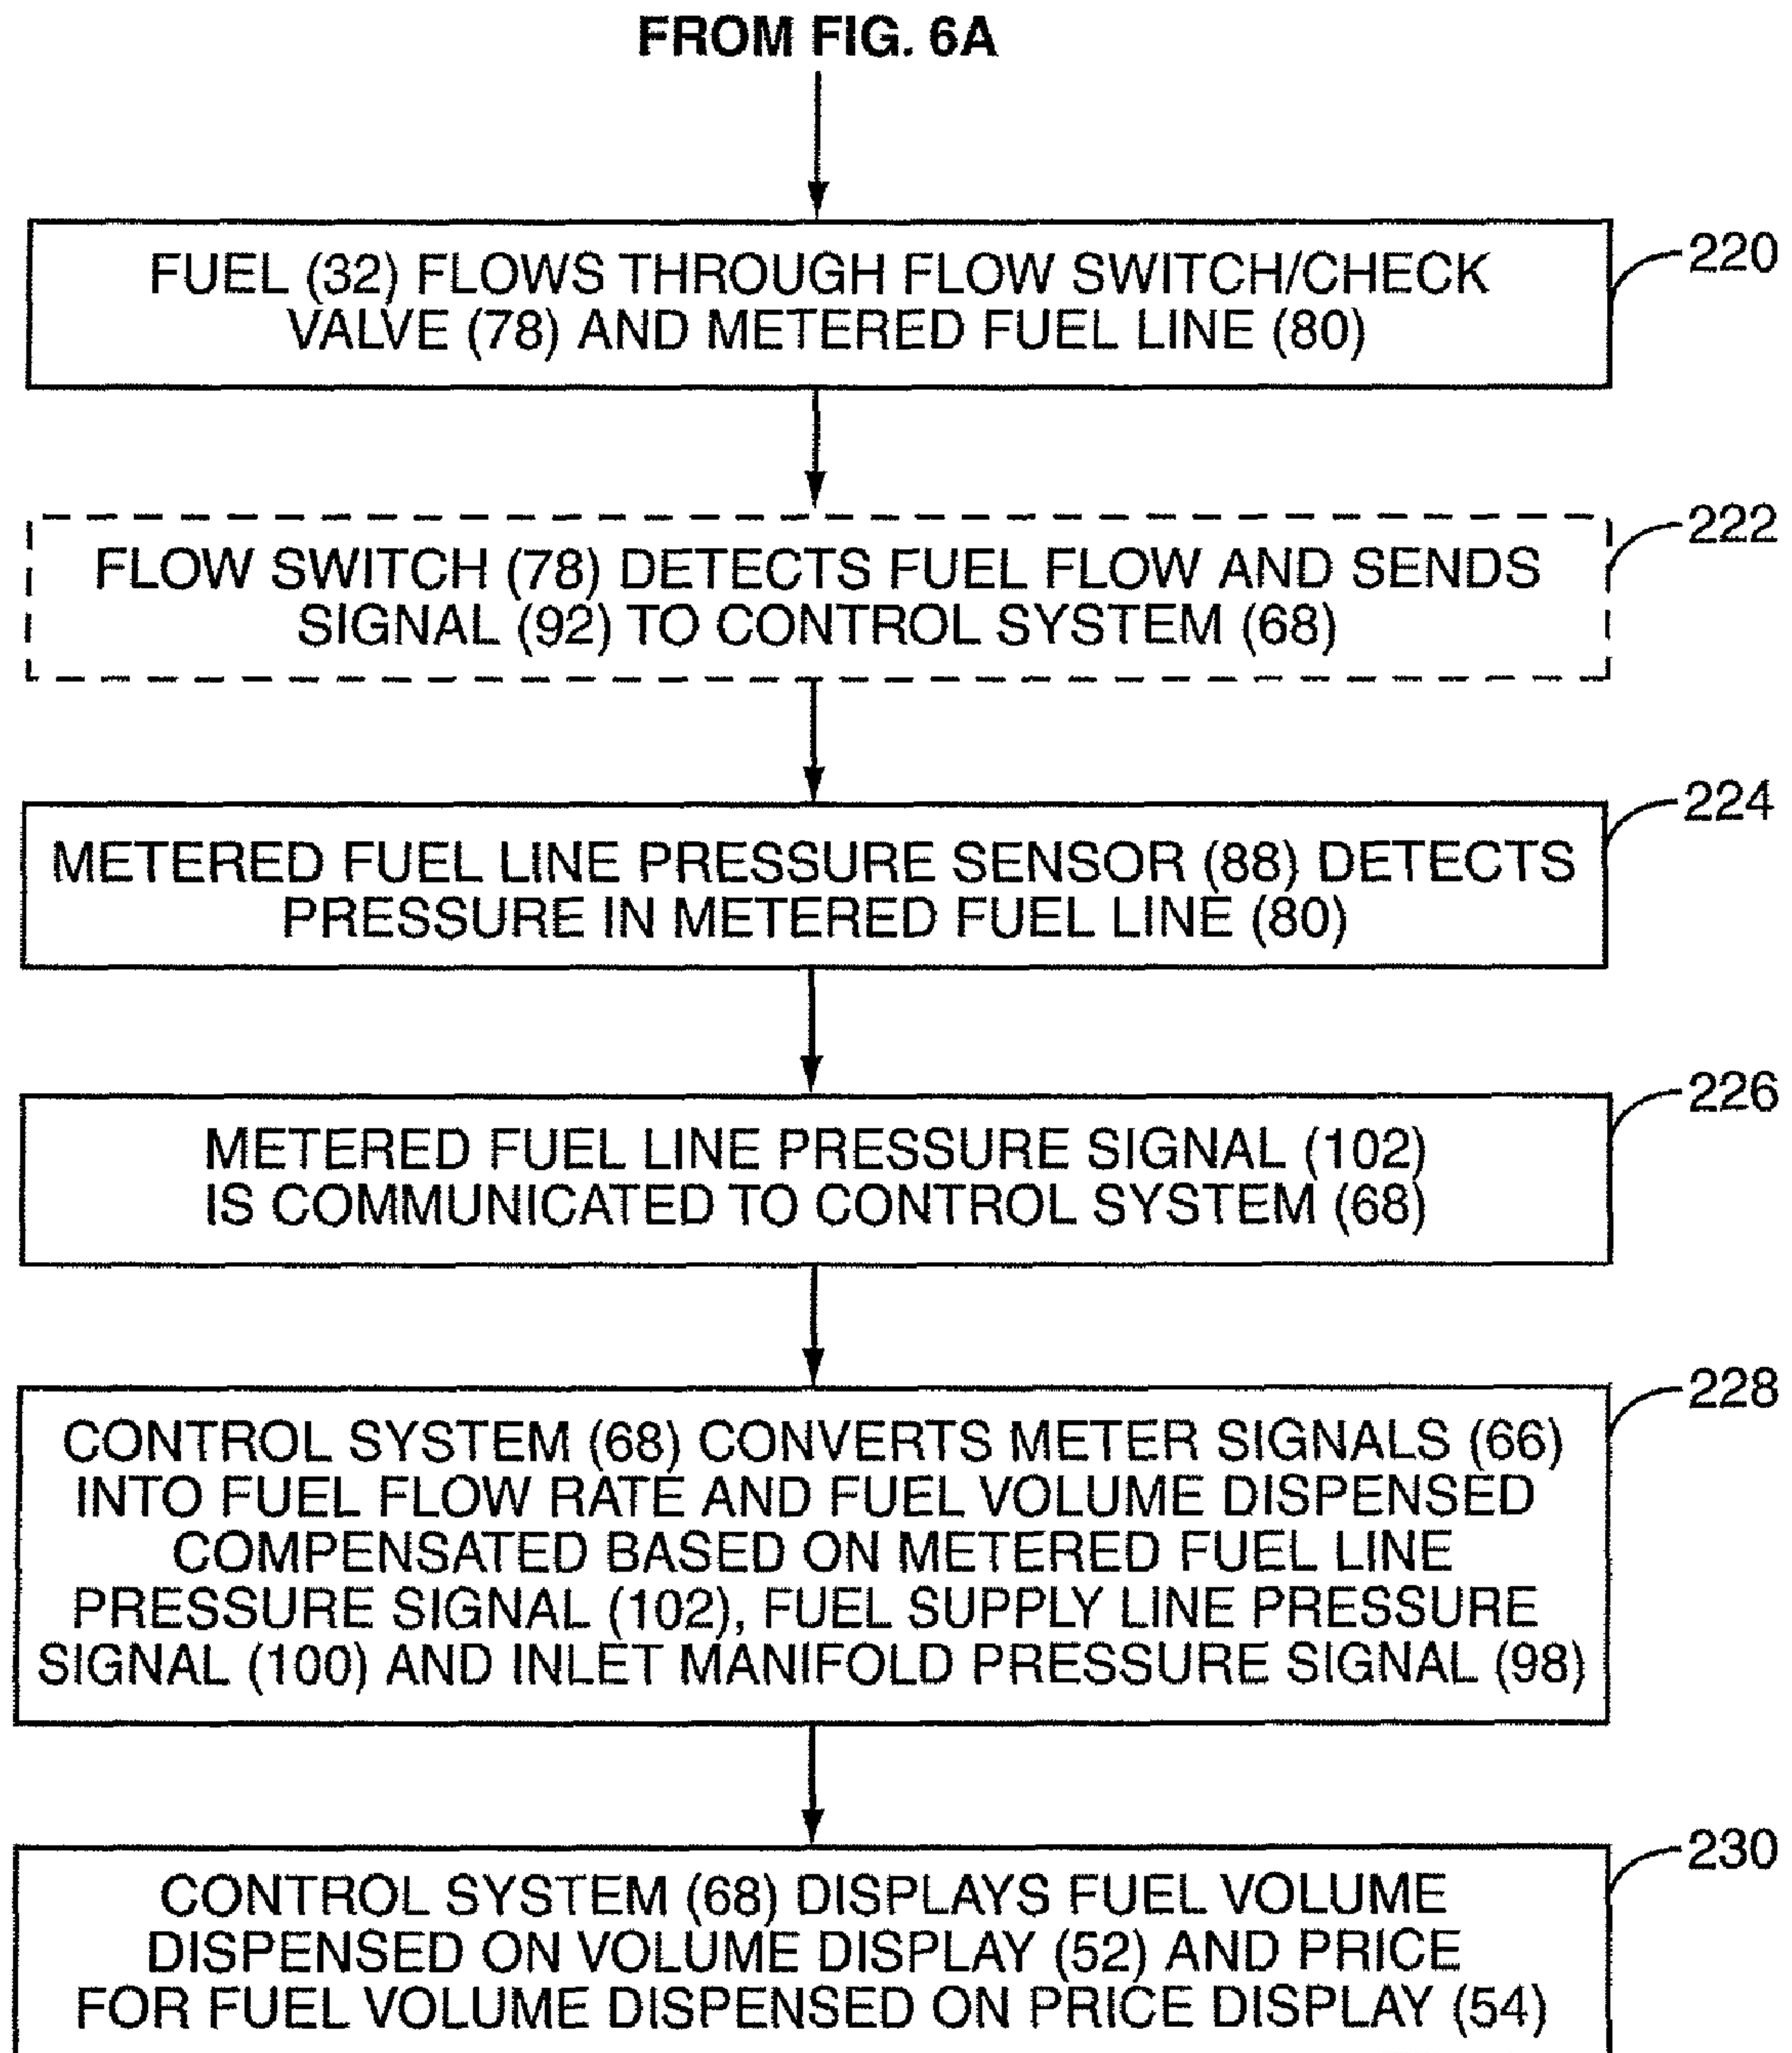 FROM FIG. 6A
FUEL (32) FLOWS THROUGH FLOW SWITCH/CHECK
VALVE (78) AND METERED FUEL LINE (80)
220
FLOW SWITCH (78) DETECTS FUEL FLOW AND SENDS
SIGNAL (92) TO CONTROL SYSTEM (68)
222
METERED FUEL LINE PRESSURE SENSOR (88) DETECTS
PRESSURE IN METERED FUEL LINE (80)
224
METERED FUEL LINE PRESSURE SIGNAL (102)
IS COMMUNICATED TO CONTROL SYSTEM (68)
226
CONTROL SYSTEM (68) CONVERTS METER SIGNALS (66)
INTO FUEL FLOW RATE AND FUEL VOLUME DISPENSED
COMPENSATED BASED ON METERED FUEL LINE
PRESSURE SIGNAL (102), FUEL SUPPLY LINE PRESSURE
SIGNAL (100) AND INLET MANIFOLD PRESSURE SIGNAL (98)
228
CONTROL SYSTEM (68) DISPLAYS FUEL VOLUME
DISPENSED ON VOLUME DISPLAY (52) AND PRICE
FOR FUEL VOLUME DISPENSED ON PRICE DISPLAY (54)
230